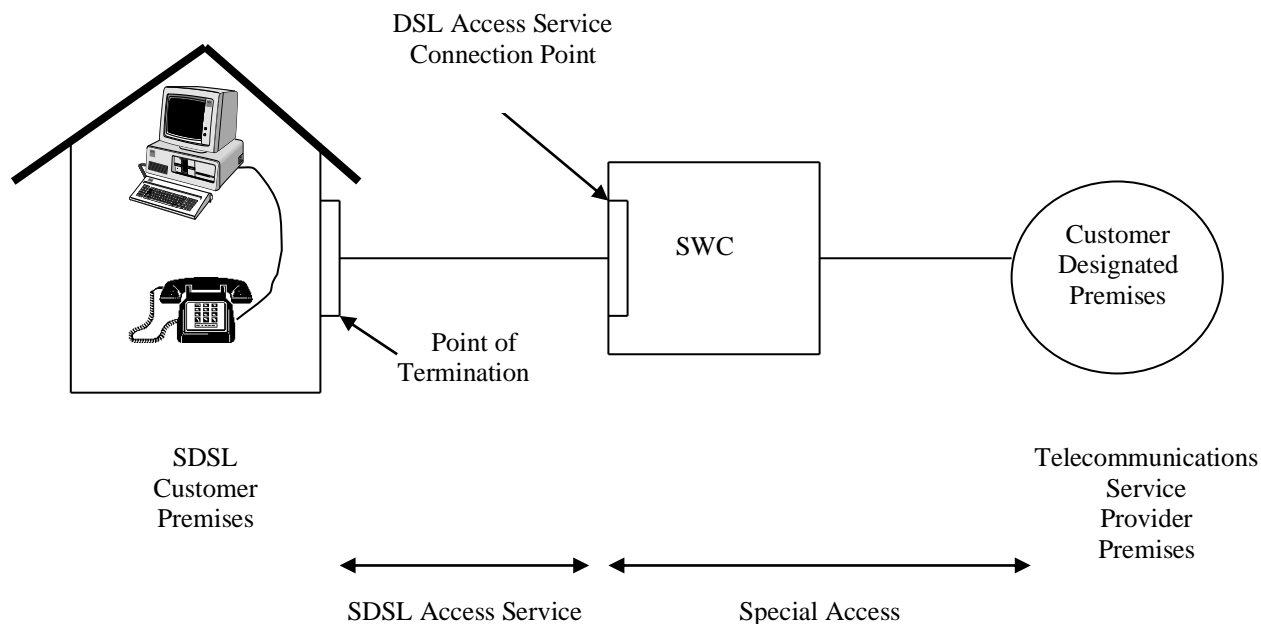 DSL Access Service
Connection Point
SWC
Customer
Designated
Premises
Point of
Termination
SDSL
Customer
Premises
Telecommunications
Service
Provider
Premises
SDSL Access Service
Special Access